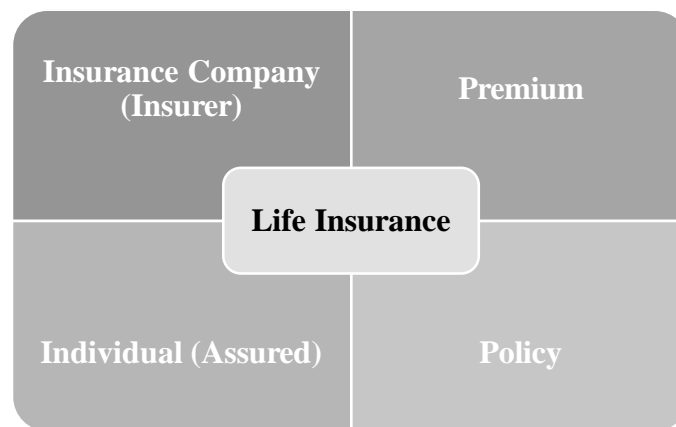 Insurance Company
(Insurer)
Premium
Life Insurance
Individual (Assured)
Policy